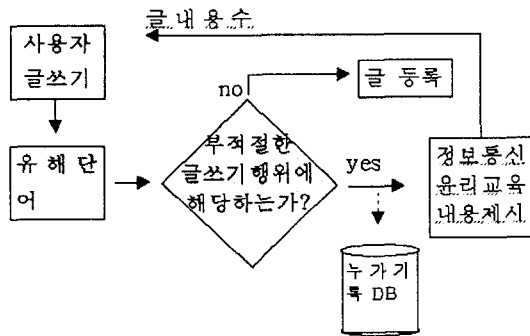 글 내 용 수
사용자
글쓰기
no
글 등록
유 해 단
어
부적절한
글쓰기행위에
해당하는가?
yes
정보통신
윤리교육
내용제시
누 가 기
록 DB